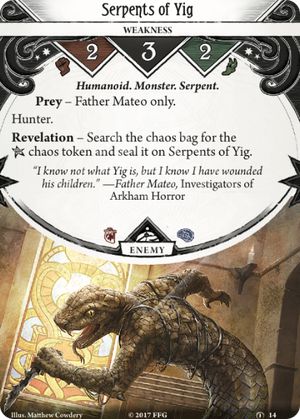 Serpents of Yig
WEAKNESS
2 3 2
Humanoid. Monster. Serpent.
Prey – Father Mateo only.
Hunter.
Revelation – Search the chaos bag for the
chaos token and seal it on Serpents of Yig.
“I know not what Yig is, but I know I have wounded
his children.” —Father Mateo, Investigators of
Arkham Horror
ENEMY
Illus. Matthew Cowdery © 2017 FFG 14